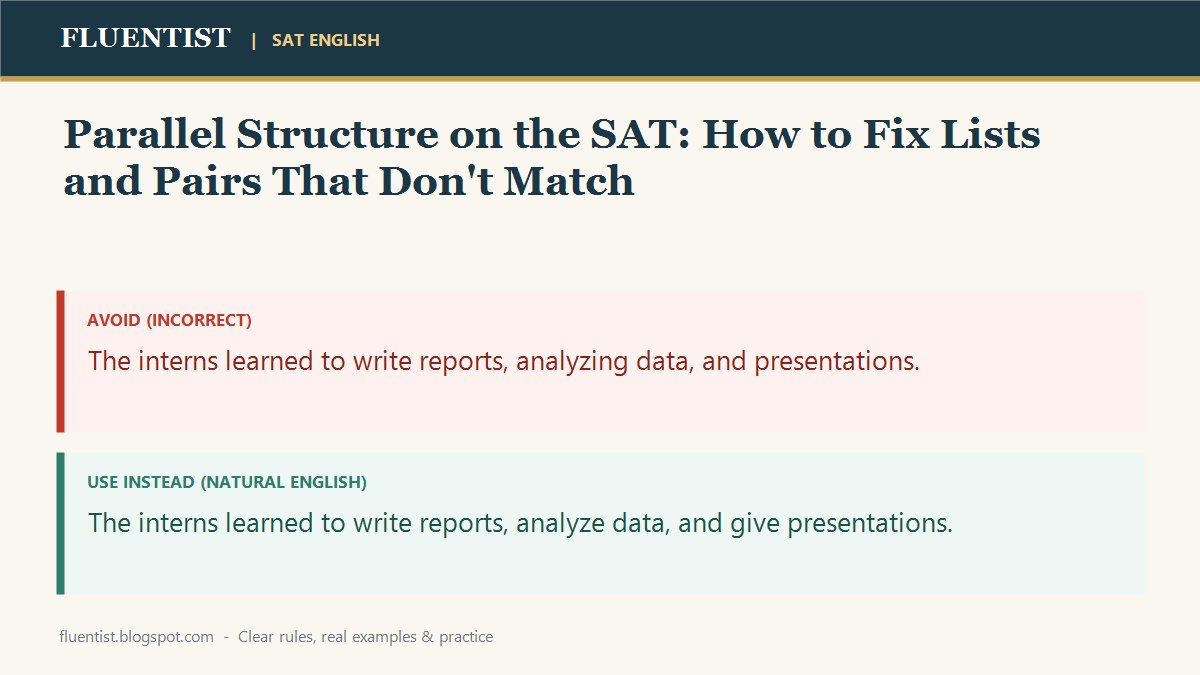 FLUENTIST | SAT ENGLISH
Parallel Structure on the SAT: How to Fix Lists
and Pairs That Don't Match
AVOID (INCORRECT)
The interns learned to write reports, analyzing data, and presentations.
USE INSTEAD (NATURAL ENGLISH)
The interns learned to write reports, analyze data, and give presentations.
fluentist.blogspot.com - Clear rules, real examples & practice